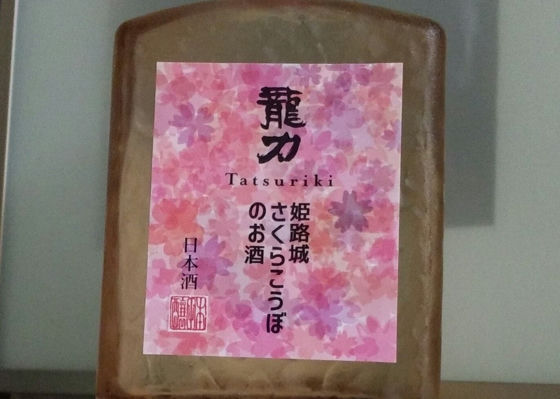 龍力
Tatsuriki
姫路城
さくらこうぼ
のお酒
日本酒